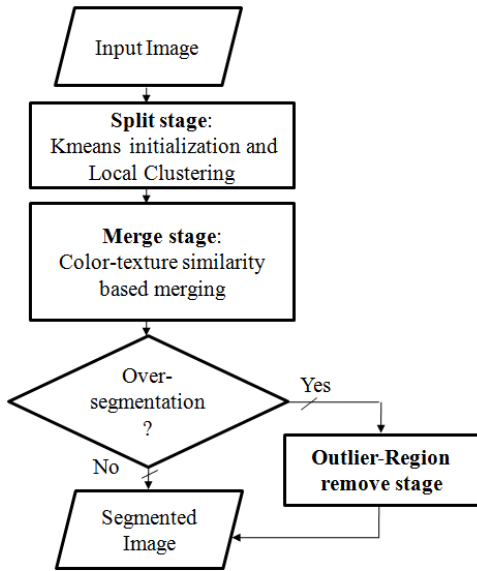 Input Image
Split stage:
Kmeans initialization and
Local Clustering
Merge stage:
Color-texture similarity
based merging
Over-
segmentation
?
Yes
No
Outlier-Region
remove stage
Segmented
Image